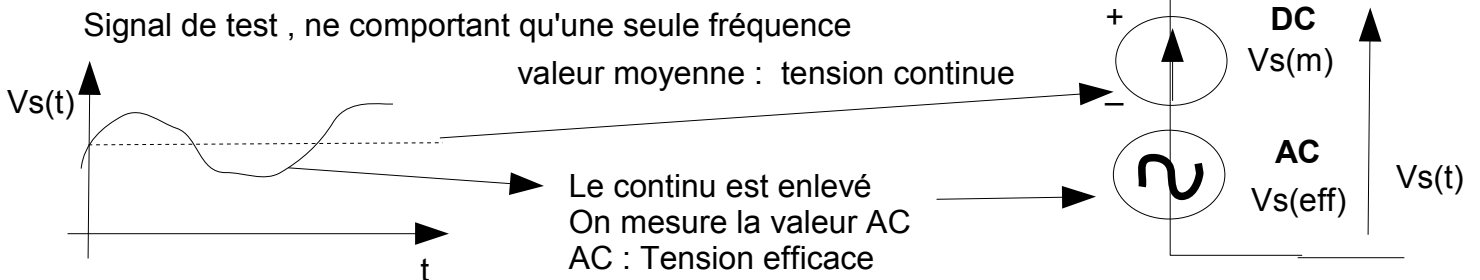 Signal de test , ne comportant qu'une seule fréquence
valeur moyenne : tension continue
Vs(t)
t
Le continu est enlevé
On mesure la valeur AC
AC : Tension efficace
+
–
DC
Vs(m)
AC
Vs(eff)
Vs(t)